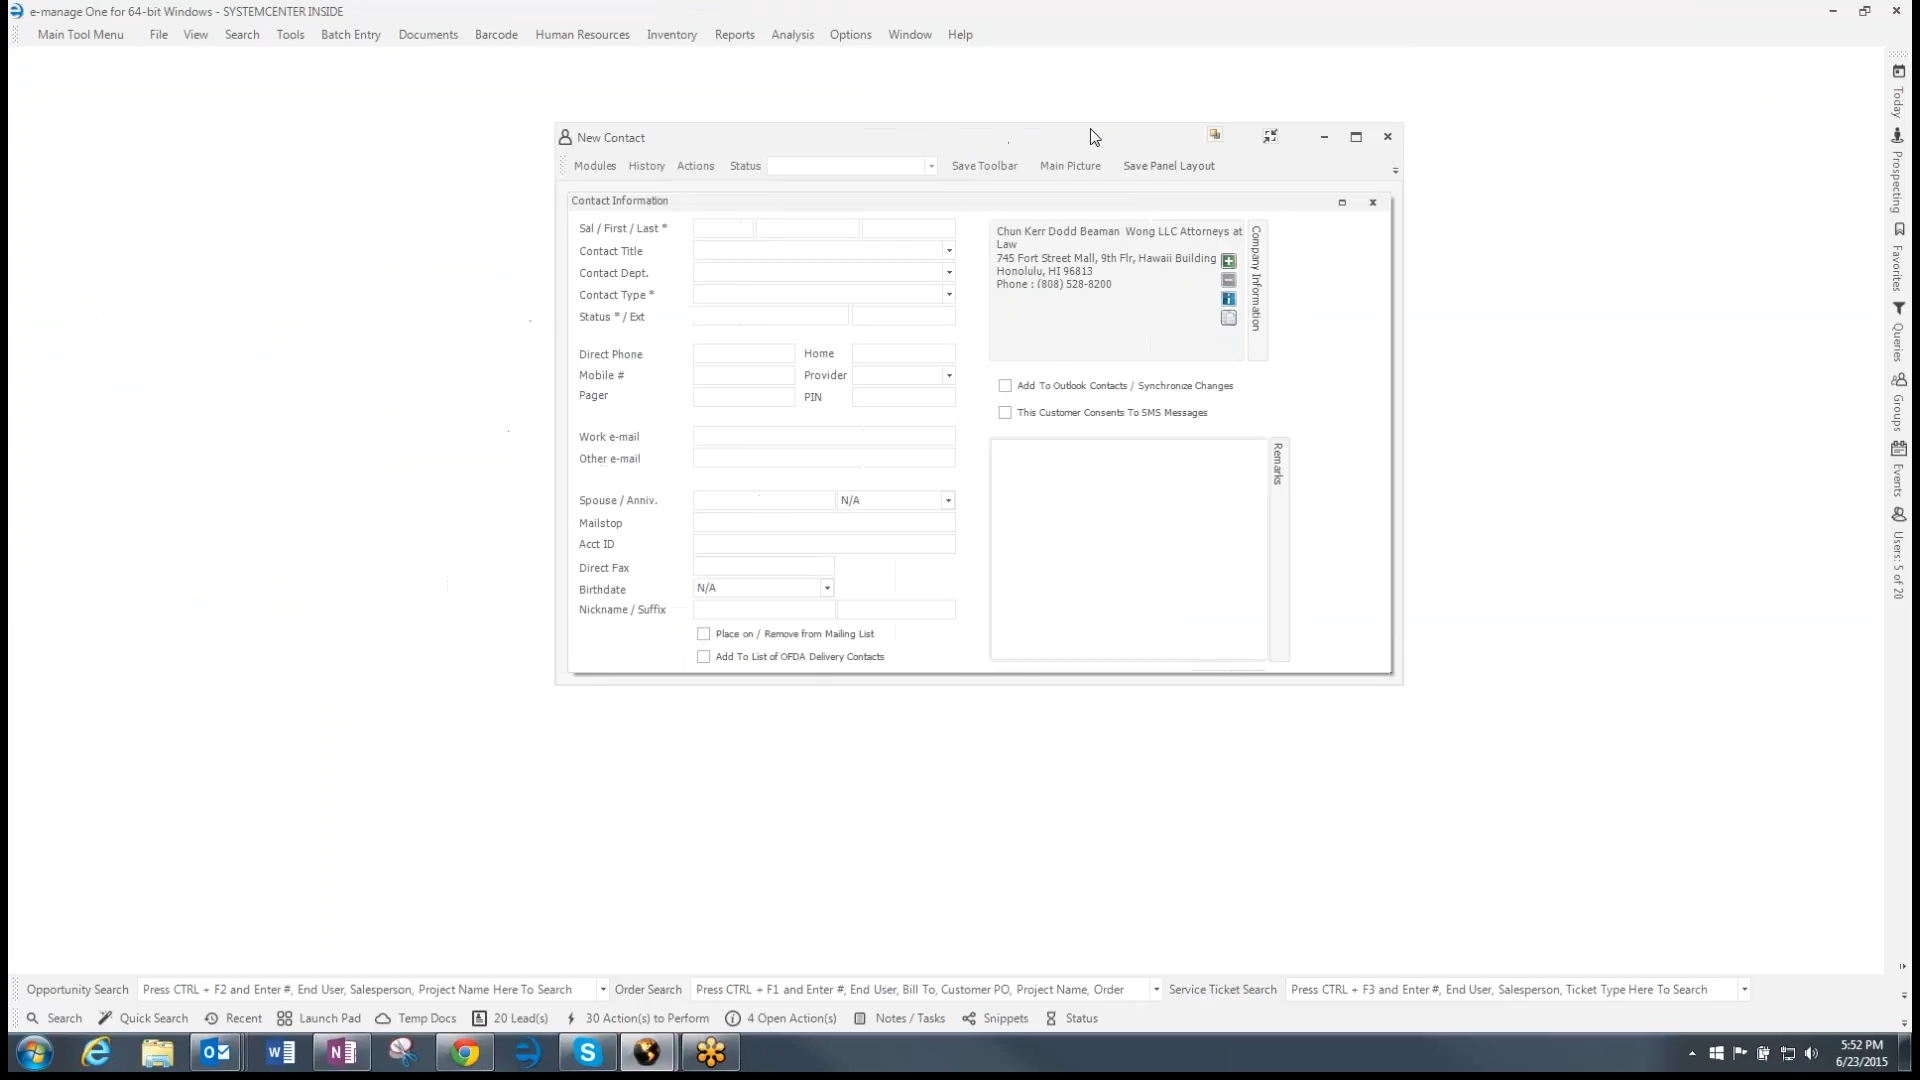 e-manage One for 64-bit Windows - SYSTEMCENTER INSIDE
Main Tool Menu File View Search Tools Batch Entry Documents Barcode Human Resources Inventory Reports Analysis Options Window Help
New Contact
Modules History Actions Status Save Toolbar Main Picture Save Panel Layout
Contact Information
Sal / First / Last *
Contact Title
Contact Dept.
Contact Type *
Status * / Ext
Direct Phone Home
Mobile # Provider
Pager PIN
Work e-mail
Other e-mail
Spouse / Anniv. N/A
Mailstop
Acct ID
Direct Fax
Birthdate N/A
Nickname / Suffix
Place on / Remove from Mailing List
Add To List of OFDA Delivery Contacts
Chun Kerr Dodd Beaman Wong LLC Attorneys at
Law
745 Fort Street Mall, 9th Flr, Hawaii Building
Honolulu, HI 96813
Phone : (808) 528-8200
Company Information
Add To Outlook Contacts / Synchronize Changes
This Customer Consents To SMS Messages
Remarks
Today
Prospecting
Favorites
Queries
Groups
Events
Users: 5 of 20
Opportunity Search Press CTRL + F2 and Enter #, End User, Salesperson, Project Name Here To Search Order Search Press CTRL + F1 and Enter #, End User, Bill To, Customer PO, Project Name, Order Service Ticket Search Press CTRL + F3 and Enter #, End User, Salesperson, Ticket Type Here To Search
Search Quick Search Recent Launch Pad Temp Docs 20 Lead(s) 30 Action(s) to Perform 4 Open Action(s) Notes / Tasks Snippets Status
5:52 PM
6/23/2015